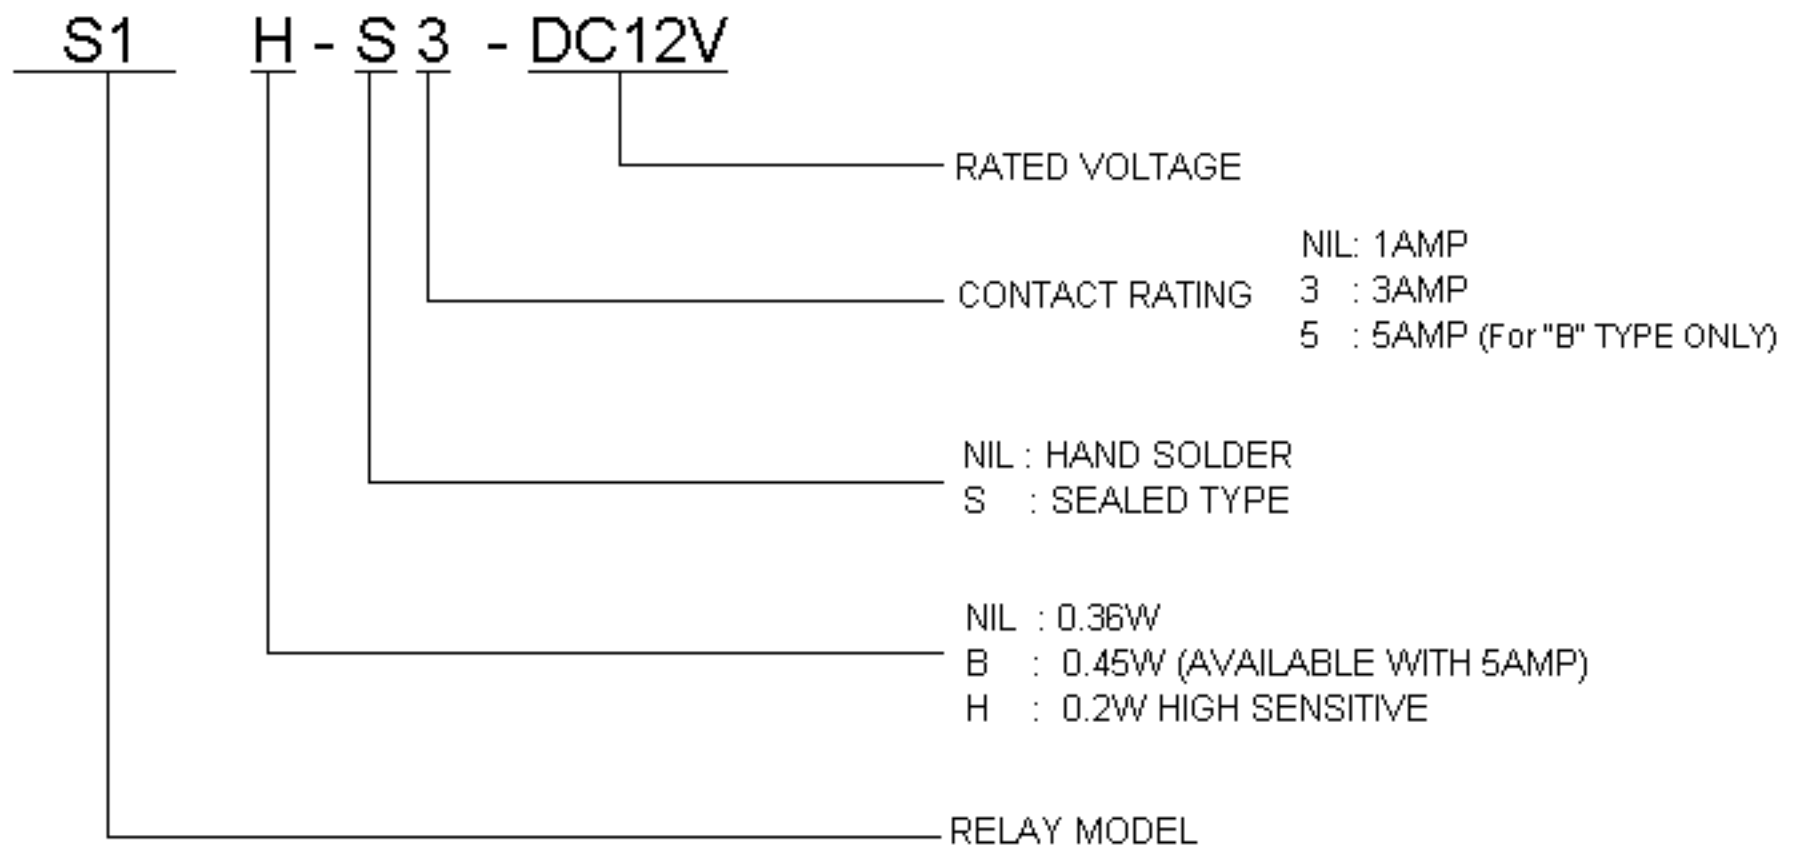 S1 H - S 3 - DC12V
RATED VOLTAGE
NIL: 1AMP
CONTACT RATING 3 : 3AMP
5 : 5AMP (For "B" TYPE ONLY)
NIL : HAND SOLDER
S : SEALED TYPE
NIL : 0.36W
B : 0.45W (AVAILABLE WITH 5AMP)
H : 0.2W HIGH SENSITIVE
RELAY MODEL